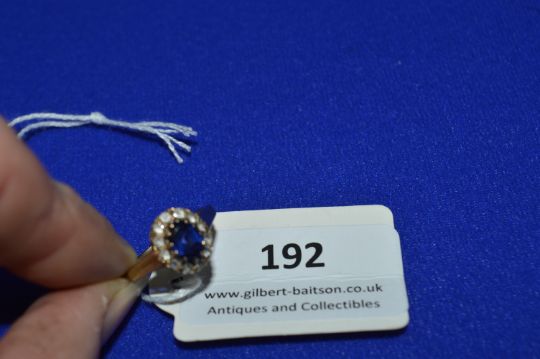 192
www.gilbert-baitson.co.uk
Antiques and Collectibles